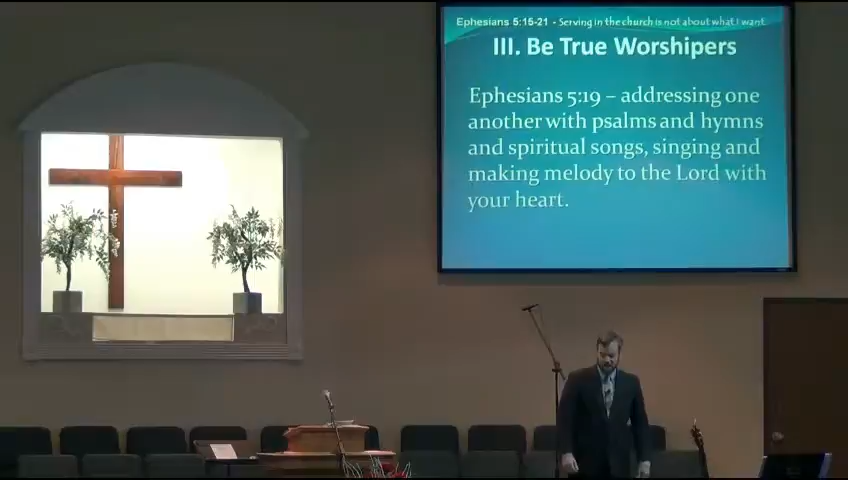 Ephesians 5:15-21 - Serving in the church is not about what I want
III. Be True Worshipers
Ephesians 5:19 – addressing one
another with psalms and hymns
and spiritual songs, singing and
making melody to the Lord with
your heart.